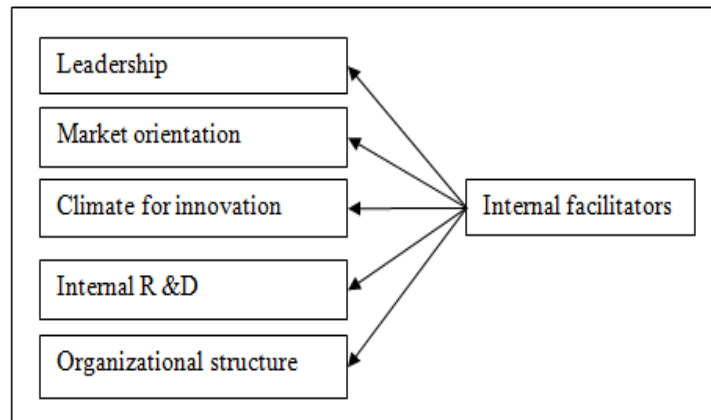 Leadership
Market orientation
Climate for innovation
Internal facilitators
Internal R &D
Organizational structure